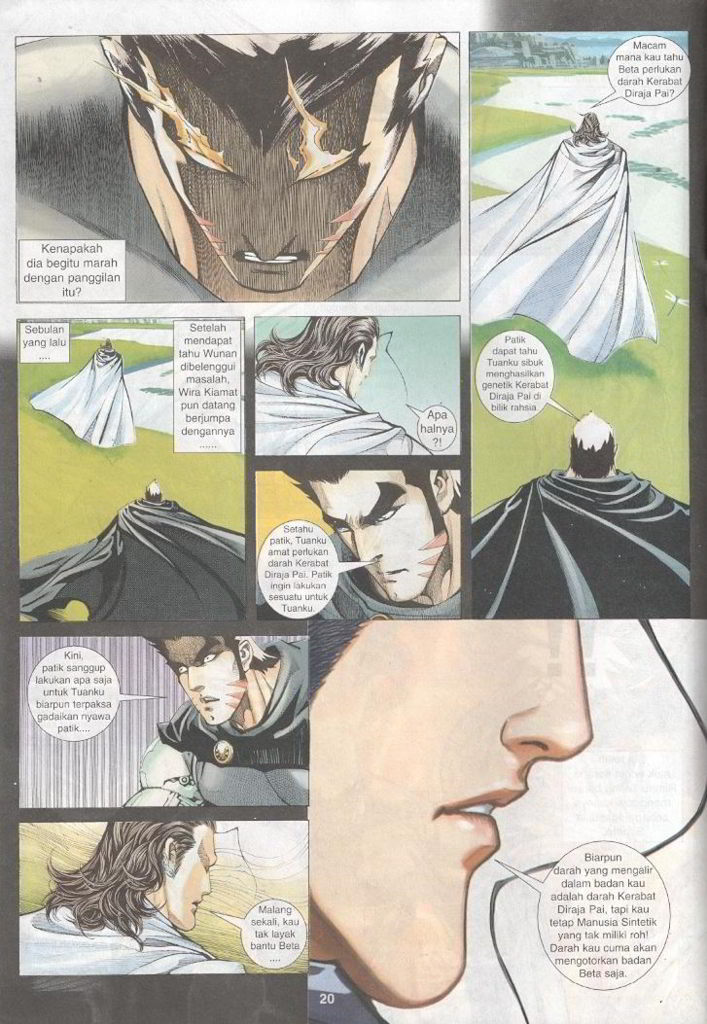 Kenapakah
dia begitu marah
dengan panggilan
itu?
Sebulan
yang lalu
....
Setelah
mendapat
tahu Wunan
dibelenggui
masalah,
Wira Kiamat
pun datang
berjumpa
dengannya
......
Apa
halnya
?!
Setahu
patik, Tuanku
amat perlukan
darah Kerabat
Diraja Pai. Patik
ingin lakukan
sesuatu untuk
Tuanku.
Macam
mana kau tahu
Beta perlukan
darah Kerabat
Diraja Pai?
Patik
dapat tahu
Tuanku sibuk
menghasilkan
genetik Kerabat
Diraja Pai di
bilik rahsia.
Kini,
patik sanggup
lakukan apa saja
untuk Tuanku
biarpun terpaksa
gadaikan nyawa
patik....
Malang
sekali, kau
tak layak
bantu Beta
....
Biarpun
darah yang mengalir
dalam badan kau
adalah darah Kerabat
Diraja Pai, tapi kau
tetap Manusia Sintetik
yang tak miliki roh!
Darah kau cuma akan
mengotorkan badan
Beta saja.
20